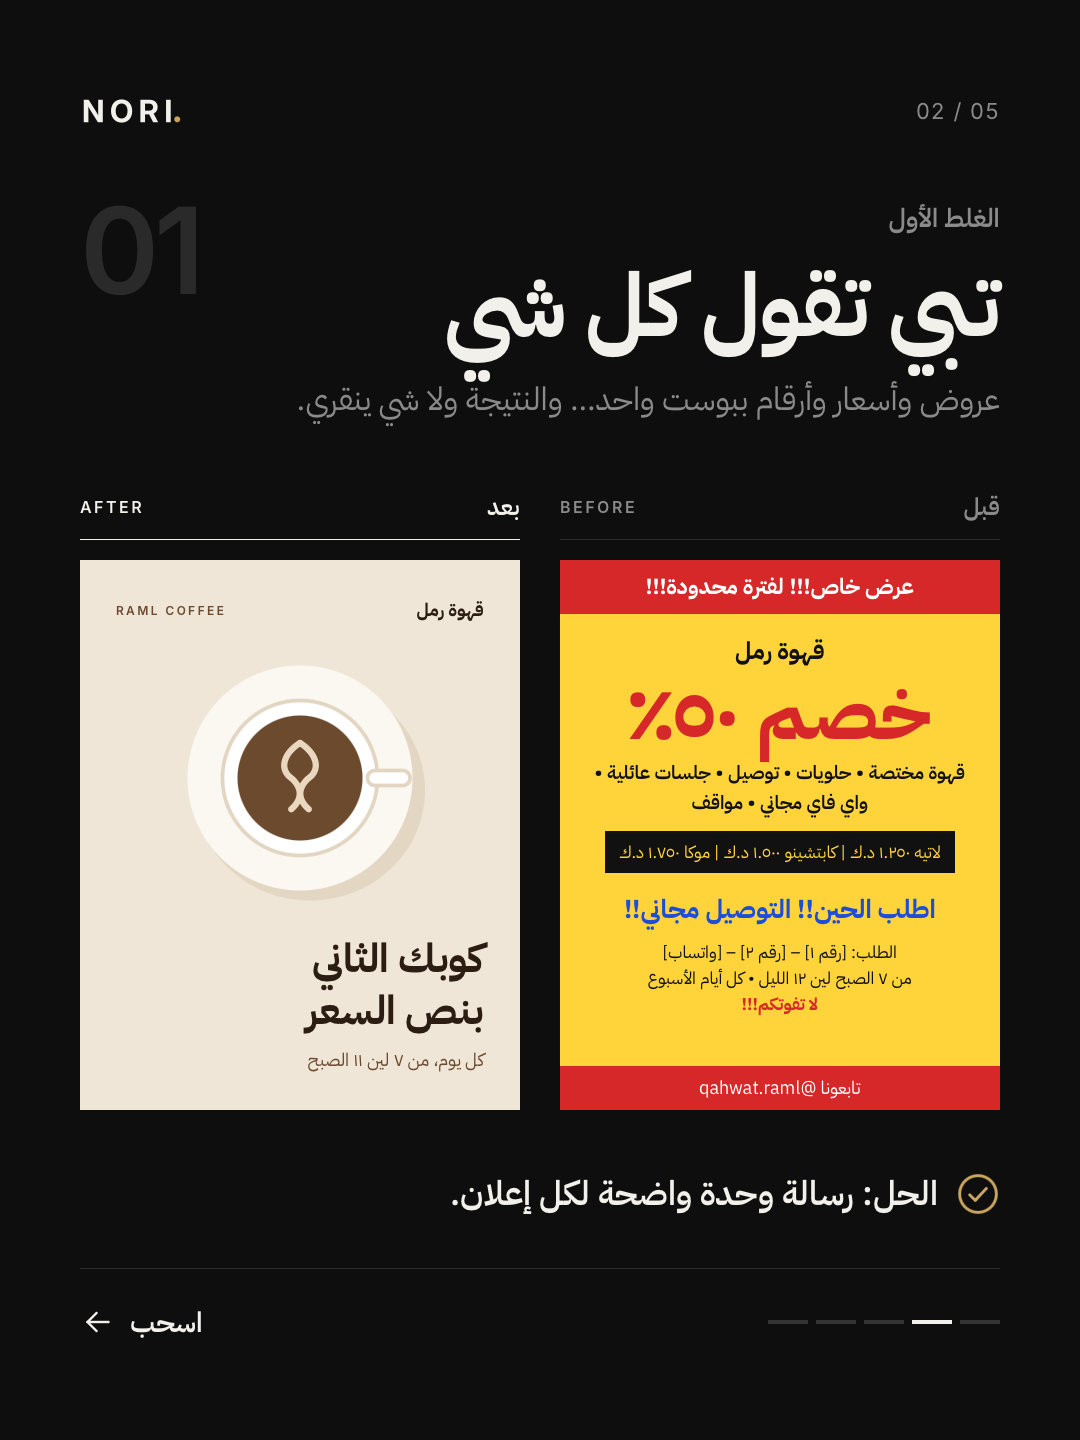 NORI.
02 / 05
01
الغلط الأول
تبي تقول كل شي
عروض وأسعار وأرقام ببوست واحد... والنتيجة ولا شي ينقري.
قبل
BEFORE
عرض خاص!!! لفترة محدودة!!!
قهوة رمل
خصم ٥٠٪
قهوة مختصة • حلويات • توصيل • جلسات عائلية •
واي فاي مجاني • مواقف
لاتيه ١.٢٥٠ د.ك | كابتشينو ١.٥٠٠ د.ك | موكا ١.٧٥٠ د.ك
اطلب الحين!! التوصيل مجاني!!
الطلب: [رقم ١] – [رقم ٢] – [واتساب]
من ٧ الصبح لين ١٢ الليل • كل أيام الأسبوع
لا تفوتكم!!!
تابعونا @qahwat.raml
بعد
AFTER
قهوة رمل
RAML COFFEE
كوبك الثاني
بنص السعر
كل يوم، من ٧ لين ١١ الصبح
الحل: رسالة وحدة واضحة لكل إعلان.
اسحب